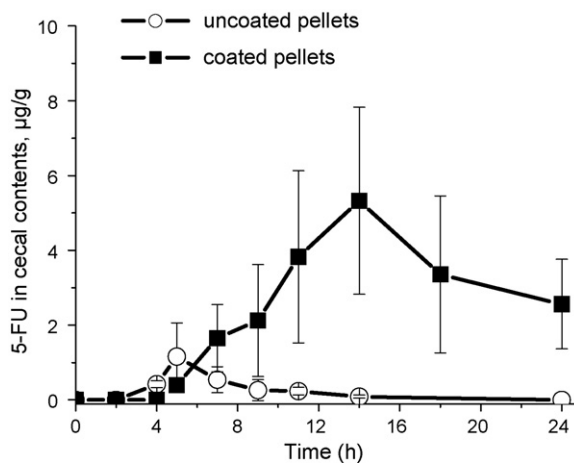 uncoated pellets
coated pellets
5-FU in cecal contents, µg/g
10
8
6
4
2
0
0 4 8 12 16 20 24
Time (h)